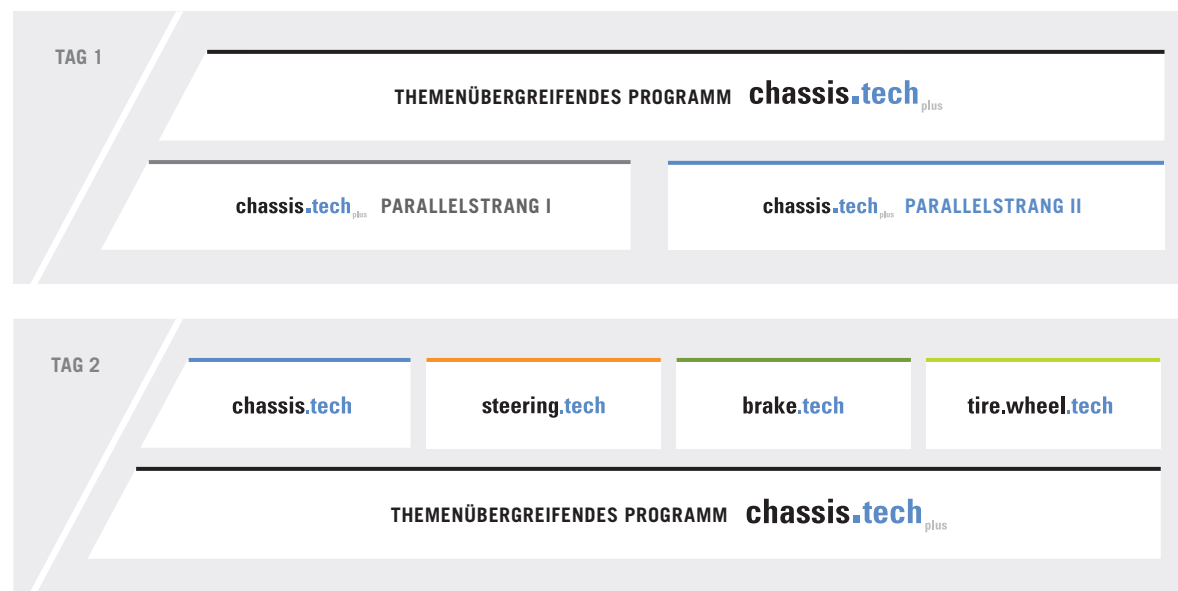 TAG 1
THEMENÜBERGREIFENDES PROGRAMM chassis.tech plus
chassis.tech plus PARALLELSTRANG I
chassis.tech plus PARALLELSTRANG II
TAG 2
chassis.tech
steering.tech
brake.tech
tire.wheel.tech
THEMENÜBERGREIFENDES PROGRAMM chassis.tech plus